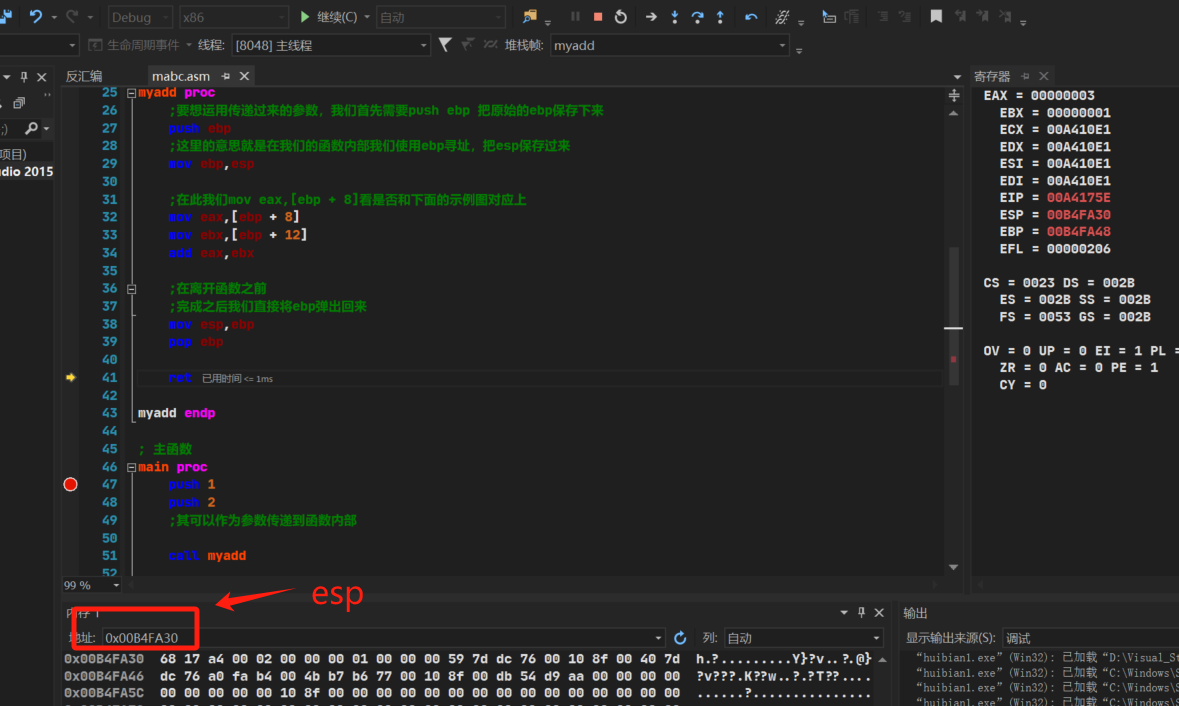 Debug x86 继续(C) 自动
生命周期事件 线程: [8048] 主线程 堆栈帧: myadd
反汇编 mabc.asm
25 myadd proc
26 ;要想运用传递过来的参数，我们首先需要push ebp 把原始的ebp保存下来
27 push ebp
28 ;这里的意思就是在我们的函数内部我们使用ebp寻址，把esp保存过来
29 mov ebp,esp
30
31 ;在此我们mov eax,[ebp + 8]看是否和下面的示例图对应上
32 mov eax,[ebp + 8]
33 mov ebx,[ebp + 12]
34 add eax,ebx
35
36 ;在离开函数之前
37 ;完成之后我们直接将ebp弹出回来
38 mov esp,ebp
39 pop ebp
40
41 ret 已用时间 <= 1ms
42
43 myadd endp
44
45 ; 主函数
46 main proc
47 push 1
48 push 2
49 ;其可以作为参数传递到函数内部
50
51 call myadd
52
99 %
;)
项目)
dio 2015
寄存器
EAX = 00000003
EBX = 00000001
ECX = 00A410E1
EDX = 00A410E1
ESI = 00A410E1
EDI = 00A410E1
EIP = 00A4175E
ESP = 00B4FA30
EBP = 00B4FA48
EFL = 00000206
CS = 0023 DS = 002B
ES = 002B SS = 002B
FS = 0053 GS = 002B
OV = 0 UP = 0 EI = 1 PL =
ZR = 0 AC = 0 PE = 1
CY = 0
esp
内存 1
地址: 0x00B4FA30 列: 自动
0x00B4FA30 68 17 a4 00 02 00 00 00 01 00 00 00 59 7d dc 76 00 10 8f 00 40 7d h.?.........Y}?v..?.@}
0x00B4FA46 dc 76 a0 fa b4 00 4b b7 b6 77 00 10 8f 00 db 54 d9 aa 00 00 00 00 ?v???.K??w..?.?T??....
0x00B4FA5C 00 00 00 00 00 10 8f 00 00 00 00 00 00 00 00 00 00 00 00 00 00 00 ......?...............
输出
显示输出来源(S): 调试
“huibian1.exe”(Win32): 已加载“D:\Visual_St
“huibian1.exe”(Win32): 已加载“C:\Windows\S
“huibian1.exe”(Win32): 已加载“C:\Windows\S
“huibian1.exe”(Win32): 已加载“C:\Windows\S